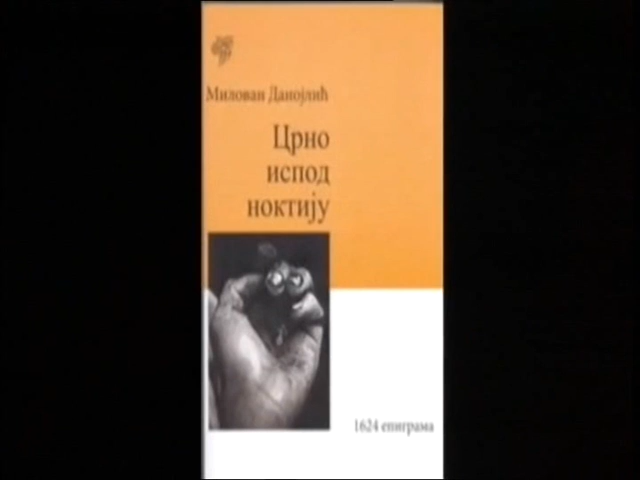 Милован Данојлић
Црно
испод
ноктију
1624 епиграма